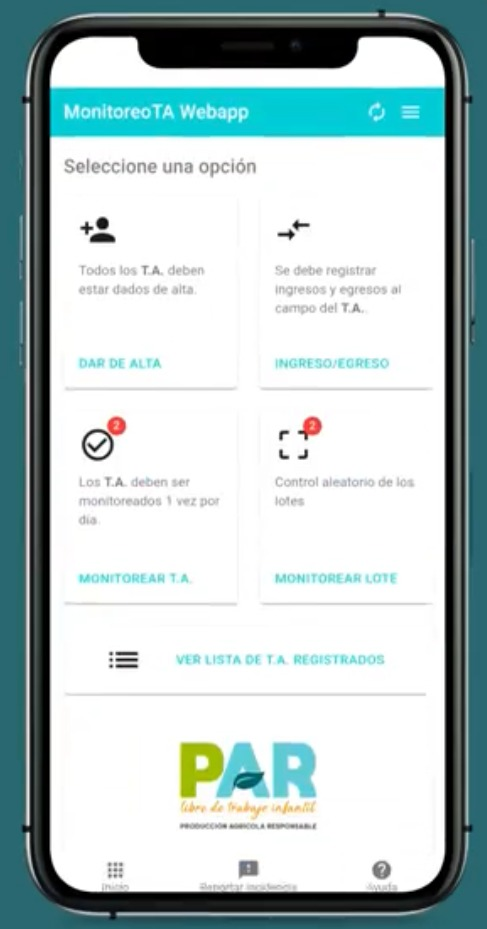 MonitoreoTA Webapp
Seleccione una opción
Todos los T.A. deben
estar dados de alta.
DAR DE ALTA
Se debe registrar
ingresos y egresos al
campo del T.A.
INGRESO/EGRESO
2
Los T.A. deben ser
monitoreados 1 vez por
día.
MONITOREAR T.A.
2
Control aleatorio de los
lotes
MONITOREAR LOTE
VER LISTA DE T.A. REGISTRADOS
PAR
libre de trabajo infantil
PRODUCCIÓN AGRÍCOLA RESPONSABLE
Inicio
Reportar incidencia
Ayuda